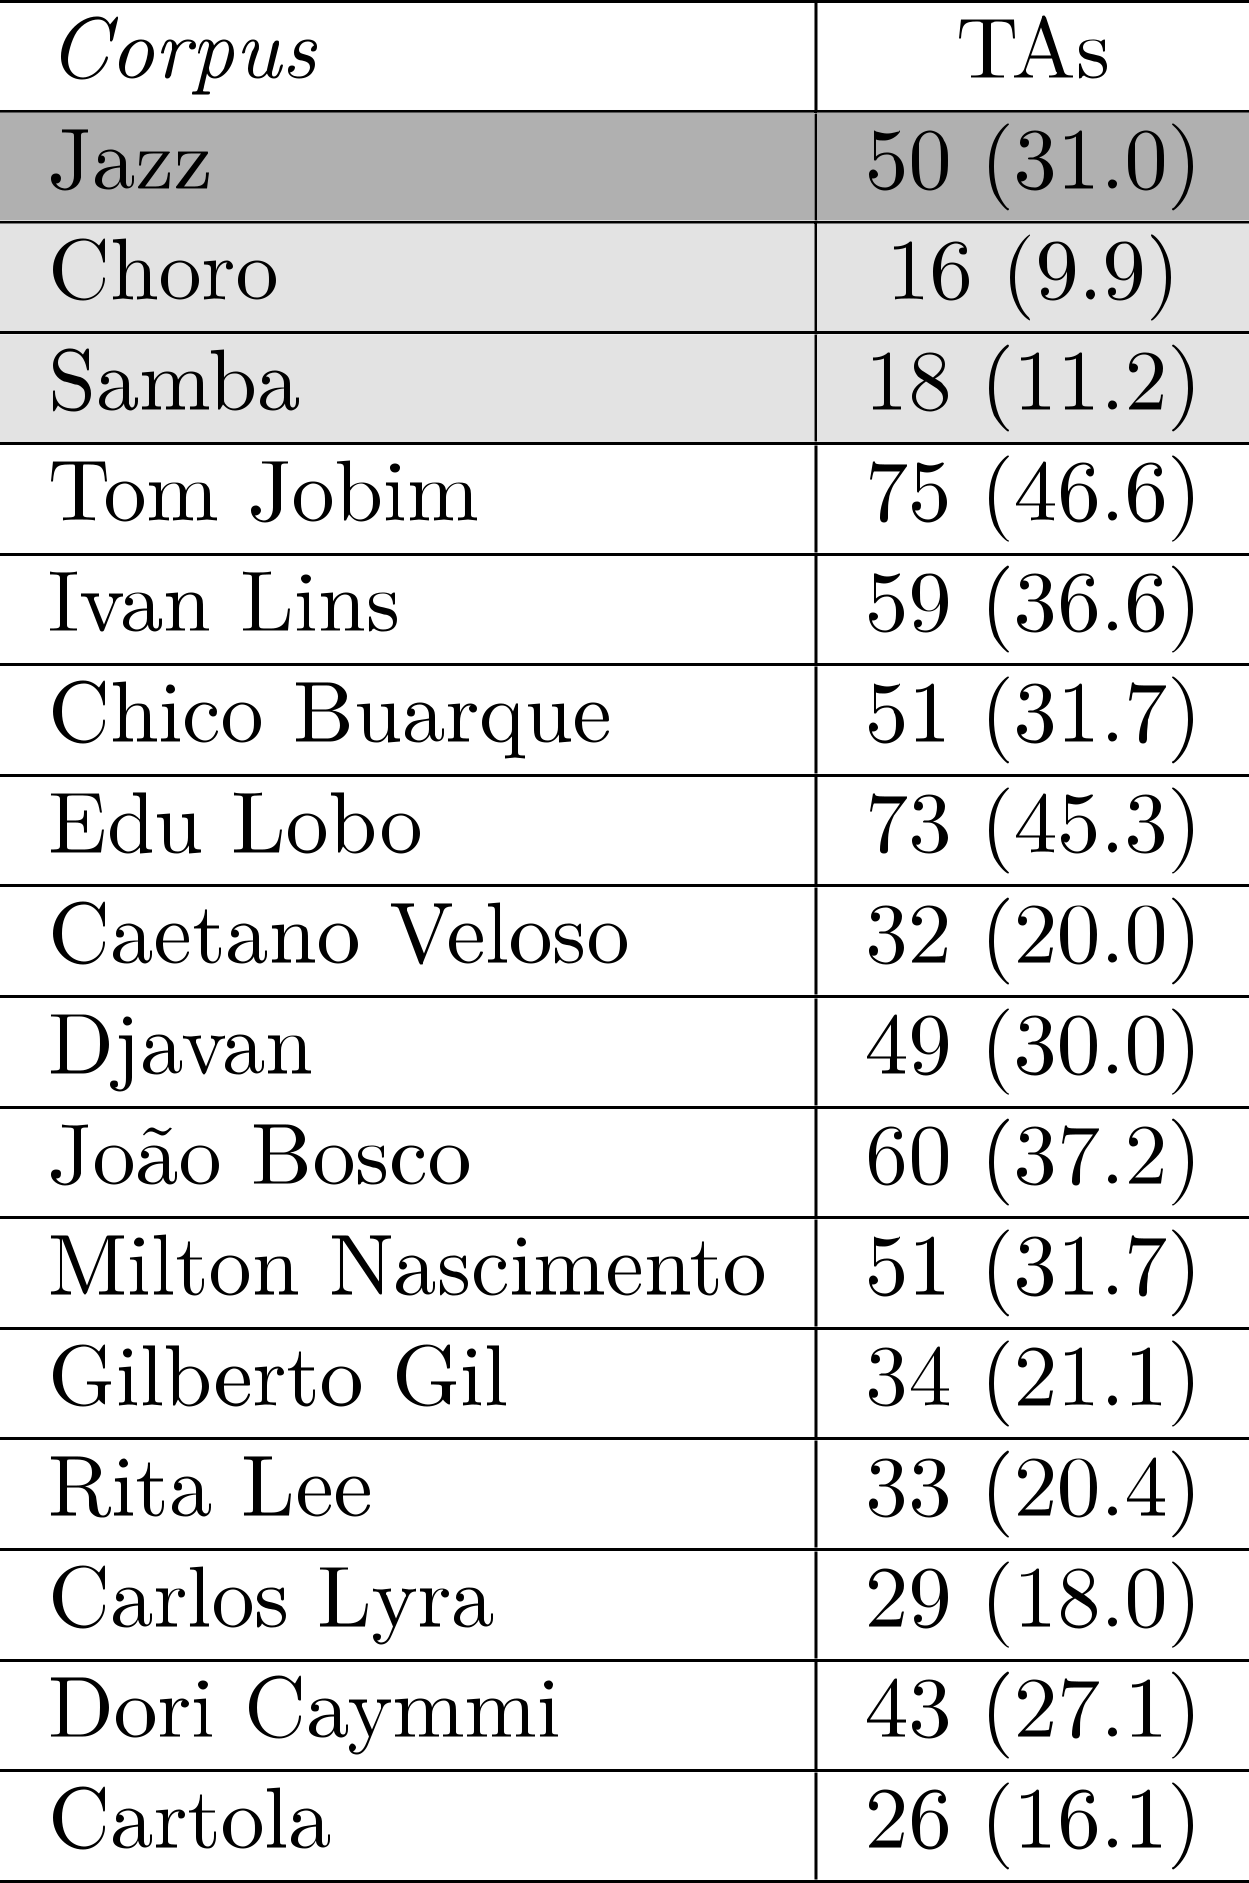 Corpus TAs
Jazz 50 (31.0)
Choro 16 (9.9)
Samba 18 (11.2)
Tom Jobim 75 (46.6)
Ivan Lins 59 (36.6)
Chico Buarque 51 (31.7)
Edu Lobo 73 (45.3)
Caetano Veloso 32 (20.0)
Djavan 49 (30.0)
João Bosco 60 (37.2)
Milton Nascimento 51 (31.7)
Gilberto Gil 34 (21.1)
Rita Lee 33 (20.4)
Carlos Lyra 29 (18.0)
Dori Caymmi 43 (27.1)
Cartola 26 (16.1)